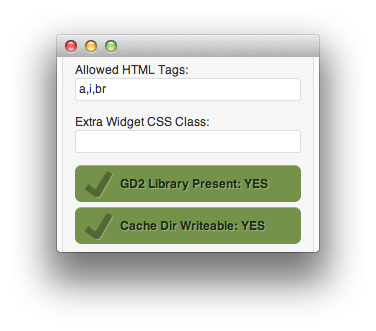 Allowed HTML Tags:
a,i,br
Extra Widget CSS Class:
GD2 Library Present: YES
Cache Dir Writeable: YES